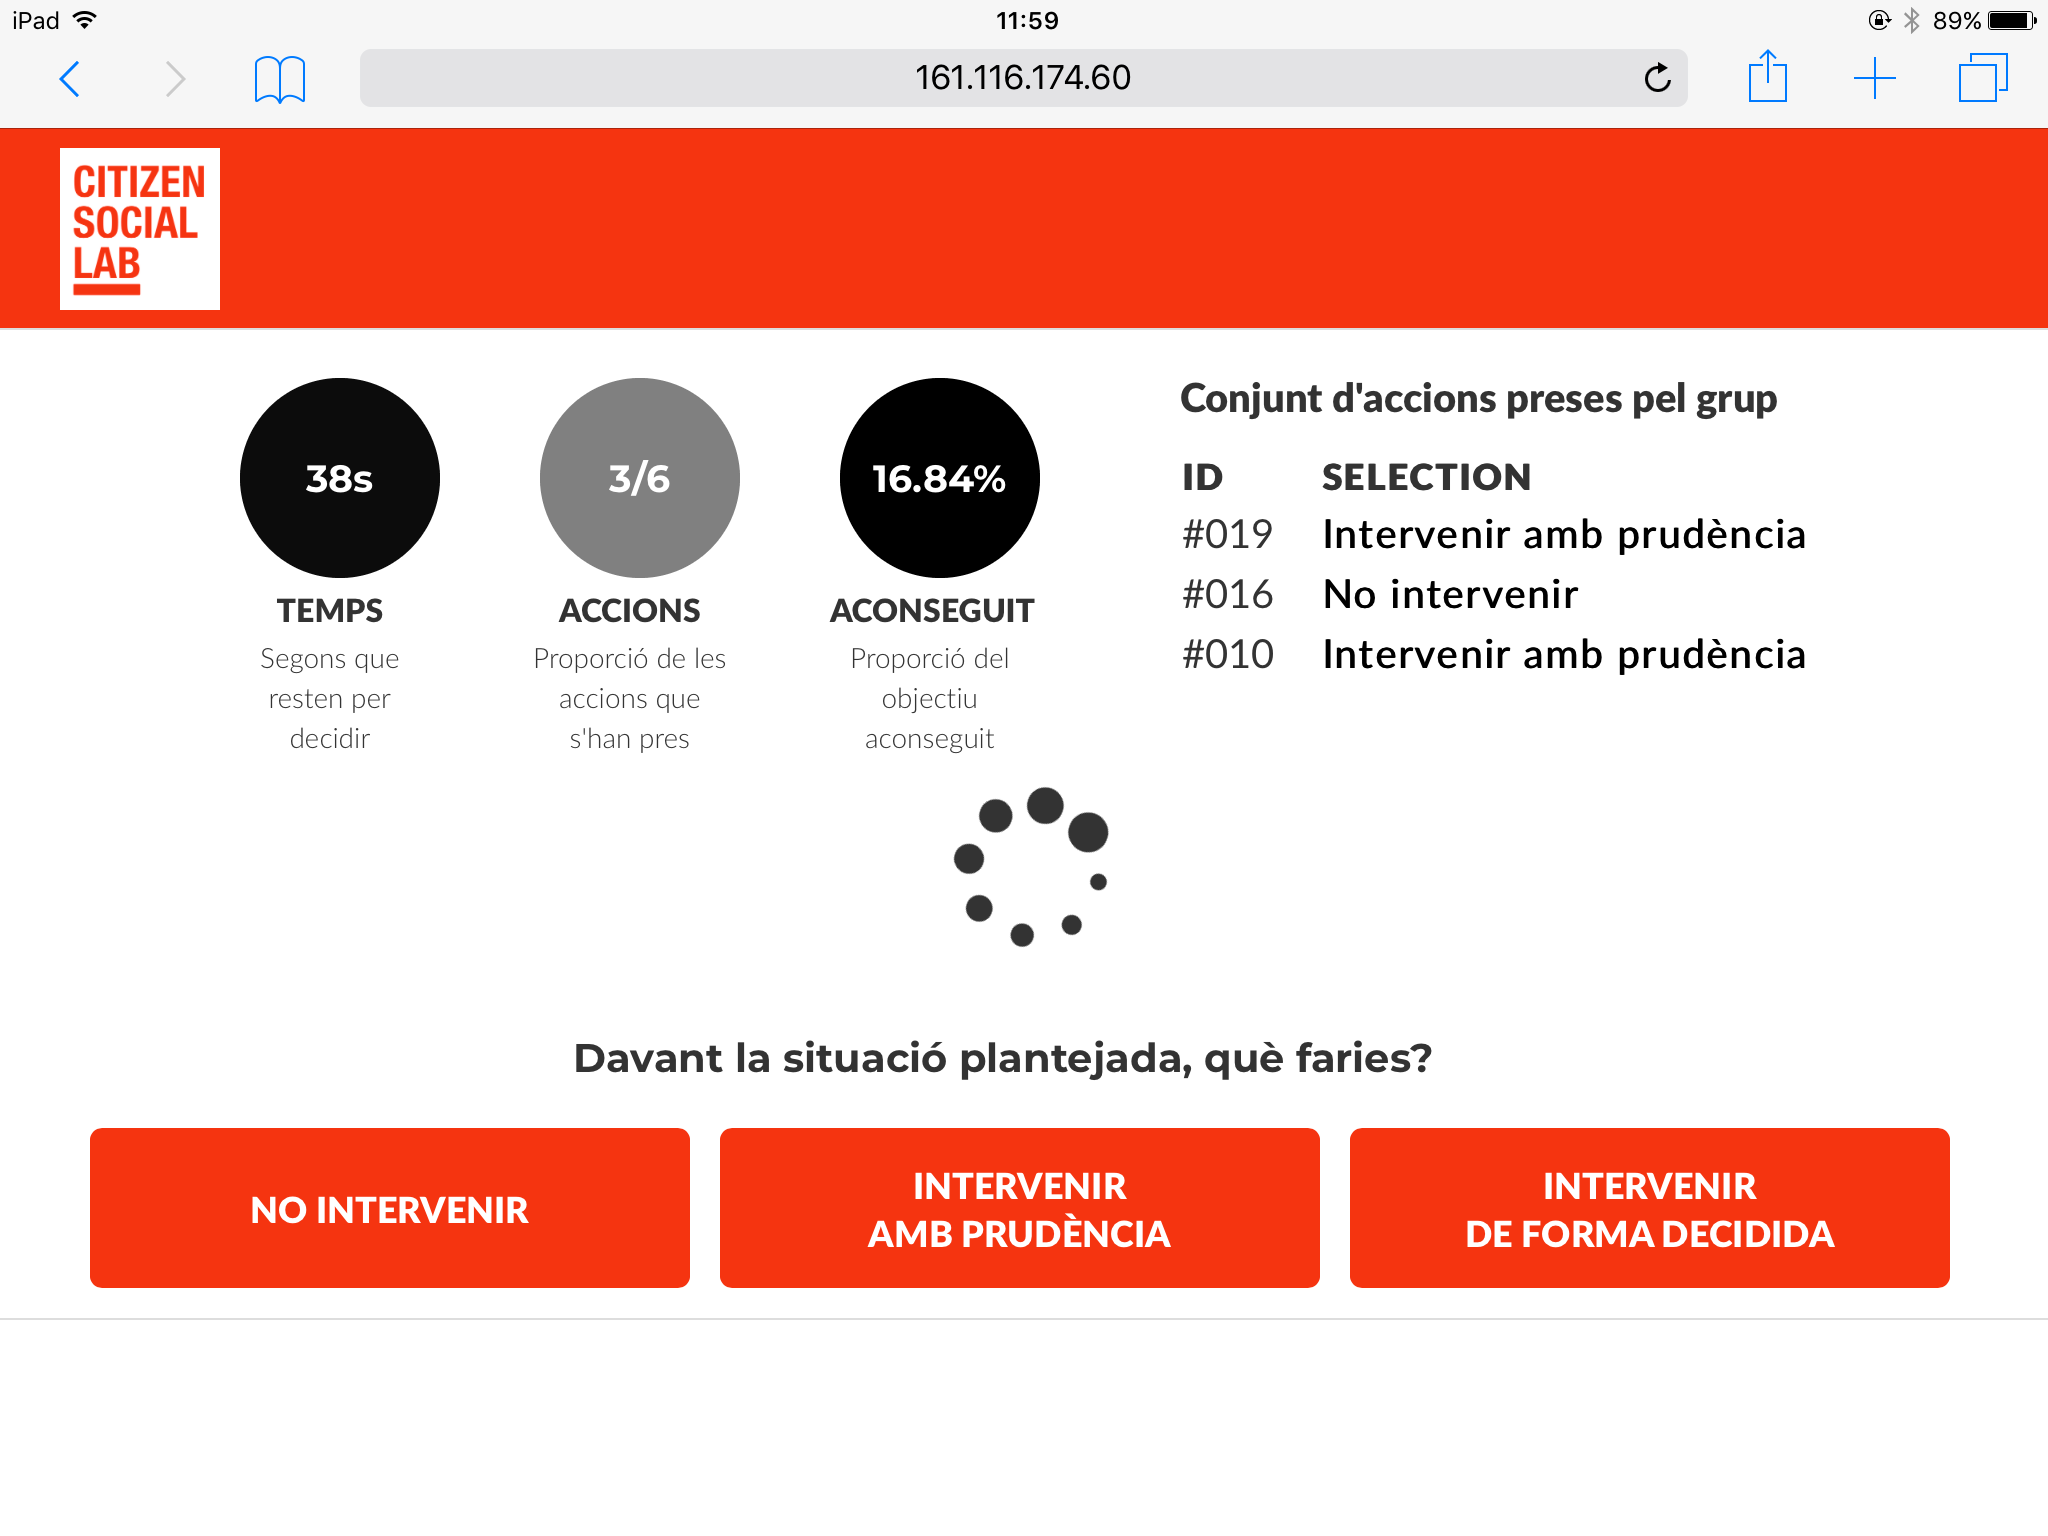 iPad
11:59
89%
161.116.174.60
CITIZEN
SOCIAL
LAB
38s
TEMPS
Segons que
resten per
decidir
3/6
ACCIONS
Proporció de les
accions que
s'han pres
16.84%
ACONSEGUIT
Proporció del
objectiu
aconseguit
Conjunt d'accions preses pel grup
ID SELECTION
#019 Intervenir amb prudència
#016 No intervenir
#010 Intervenir amb prudència
Davant la situació plantejada, què faries?
NO INTERVENIR
INTERVENIR
AMB PRUDÈNCIA
INTERVENIR
DE FORMA DECIDIDA